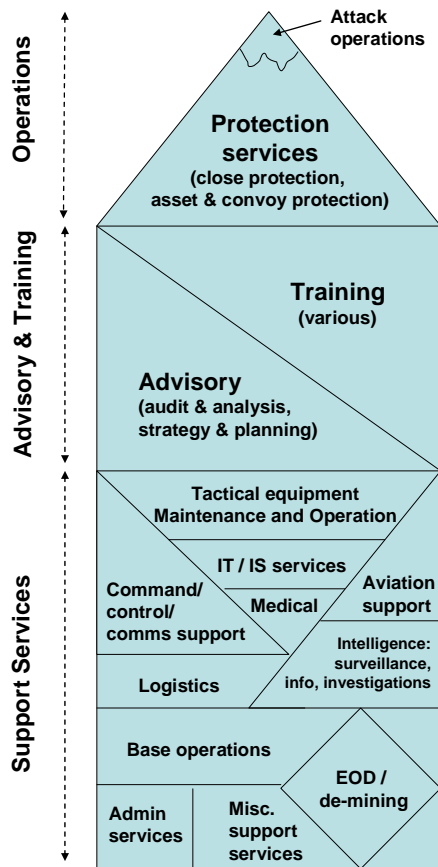 Operations
Attack
operations
Protection
services
(close protection,
asset & convoy protection)
Advisory & Training
Training
(various)
Advisory
(audit & analysis,
strategy & planning)
Support Services
Tactical equipment
Maintenance and Operation
IT / IS services
Medical
Command/
control/
comms support
Aviation
support
Intelligence:
surveillance,
info, investigations
Logistics
Base operations
EOD /
de-mining
Admin
services
Misc.
support
services